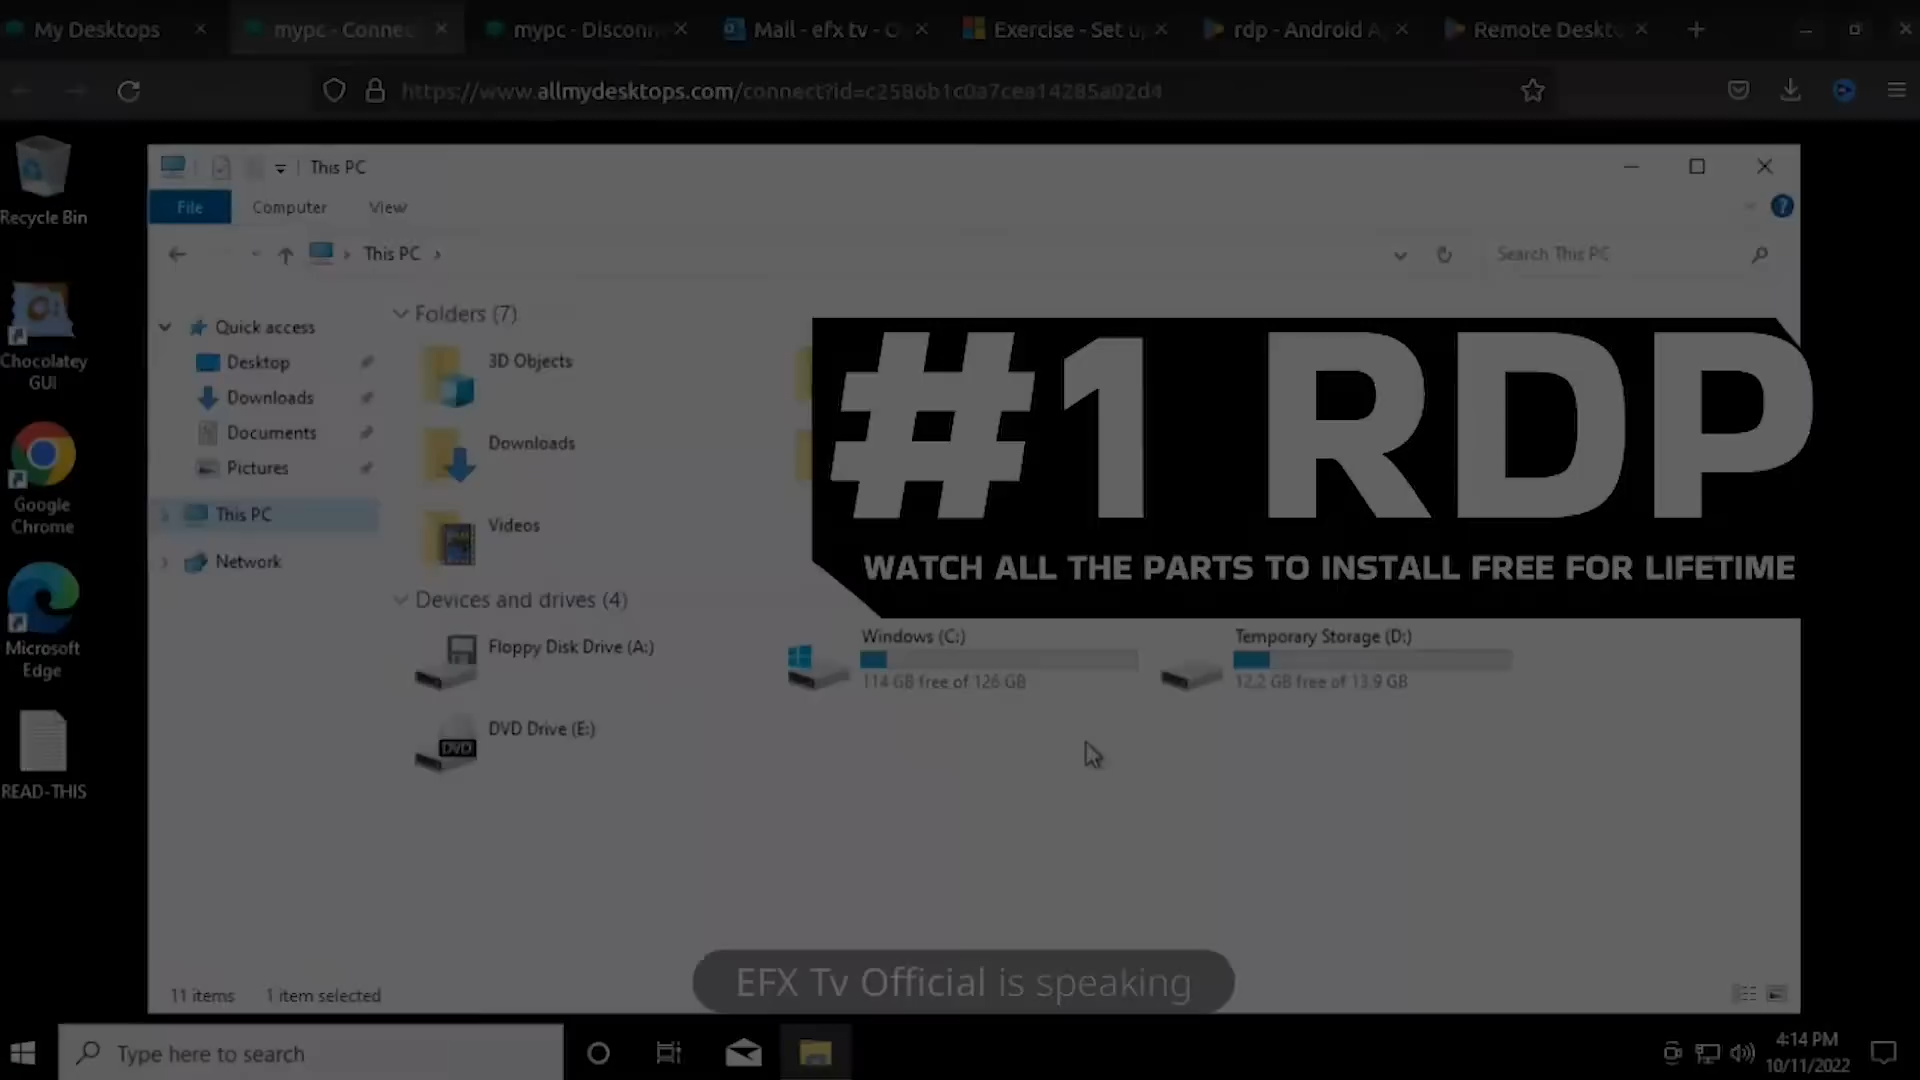 My Desktops
mypc - Connec
mypc - Disconn
Mail - efx tv - O
Exercise - Set u
rdp - Android A
Remote Deskto
https://www.allmydesktops.com/connect?id=c2586b1c0a7cea14285a02d4
This PC
File
Computer
View
This PC
Search This PC
Recycle Bin
Chocolatey
GUI
Google
Chrome
Microsoft
Edge
READ-THIS
Quick access
Desktop
Downloads
Documents
Pictures
This PC
Network
Folders (7)
3D Objects
Downloads
Videos
#1 RDP
WATCH ALL THE PARTS TO INSTALL FREE FOR LIFETIME
Devices and drives (4)
Floppy Disk Drive (A:)
Windows (C:)
114 GB free of 126 GB
Temporary Storage (D:)
12.2 GB free of 13.9 GB
DVD Drive (E:)
DVD
EFX Tv Official is speaking
11 items
1 item selected
Type here to search
4:14 PM
10/11/2022